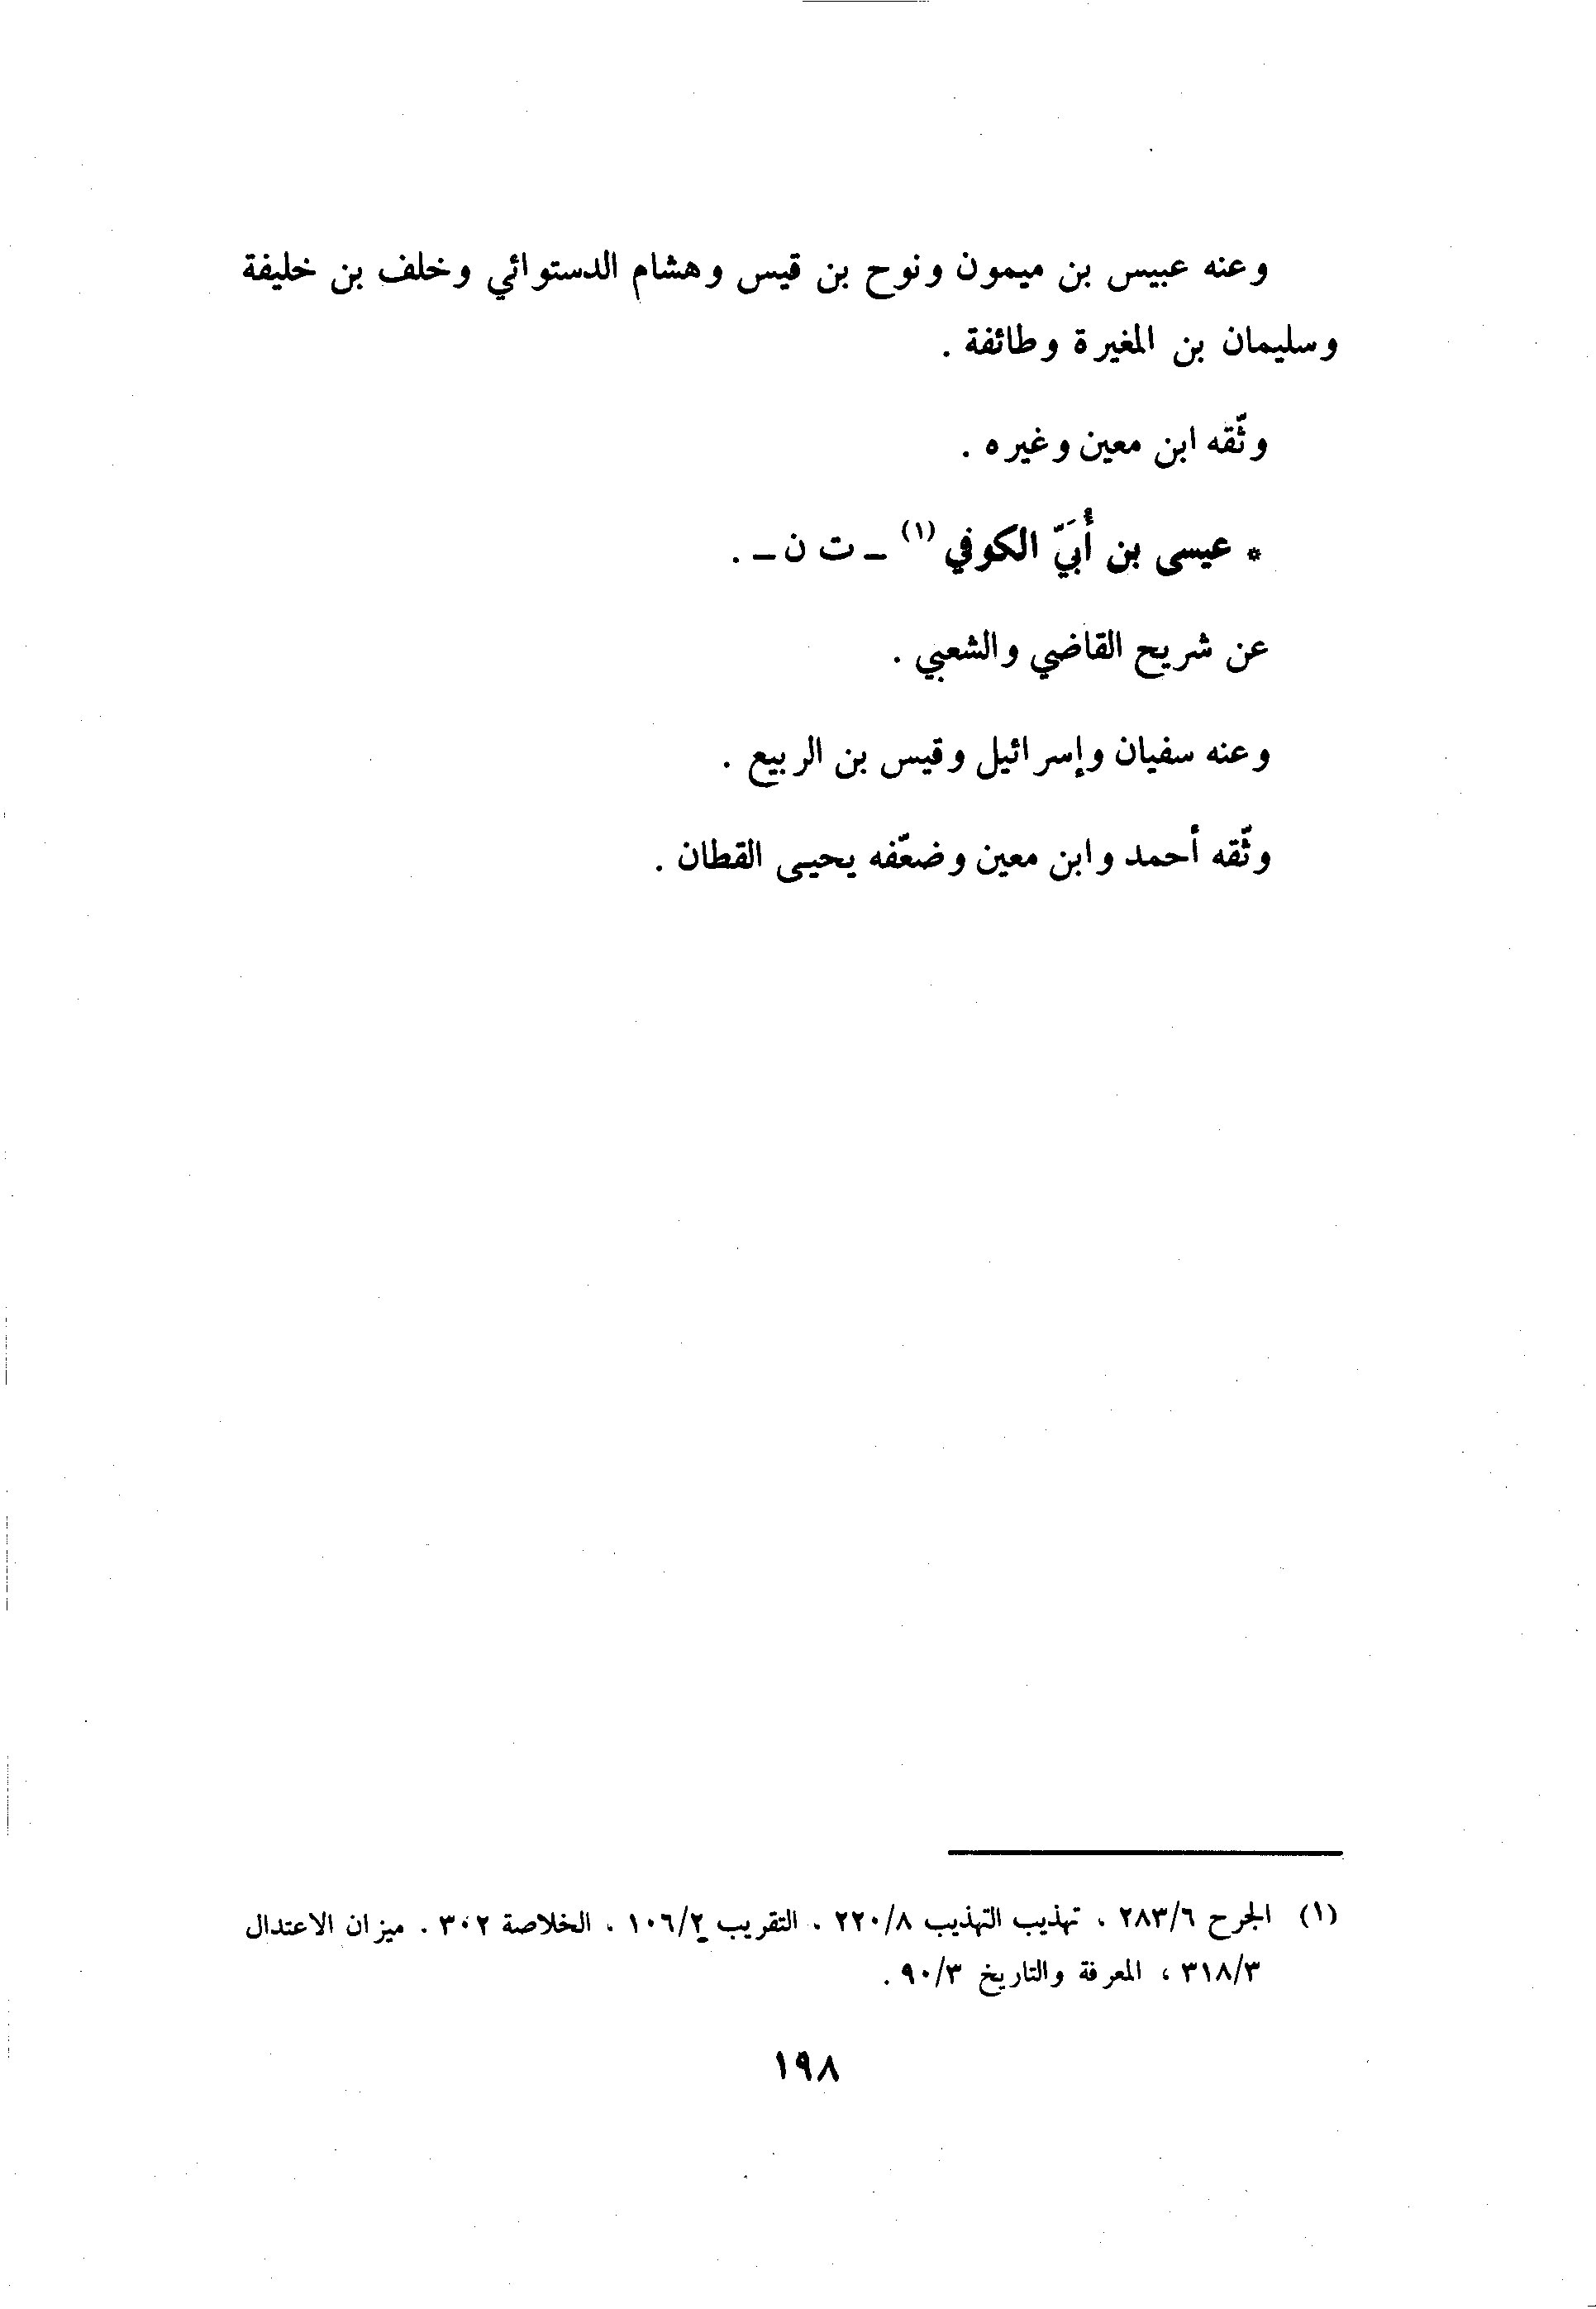 وعنه عبيس بن ميمون ونوح بن قيس وهشام الدستوائي وخلف بن خليفة
وسليمان بن المغيرة وطائفة .
وثّقه ابن معين وغيره .
* عيسى بن أُبَيّ الكوفي (١) ـ ت ن ـ .
عن شريح القاضي والشعبي .
وعنه سفيان وإسرائيل وقيس بن الربيع .
وثّقه أحمد وابن معين وضعّفه يحيى القطان .
(١) الجرح ٢٨٣/٦ . تهذيب التهذيب ٢٢٠/٨ . التقريب ١٠٦/٢ . الخلاصة ٣٠٢ . ميزان الاعتدال
٣١٨/٣ ، المعرفة والتاريخ ٩٠/٣ .
١٩٨